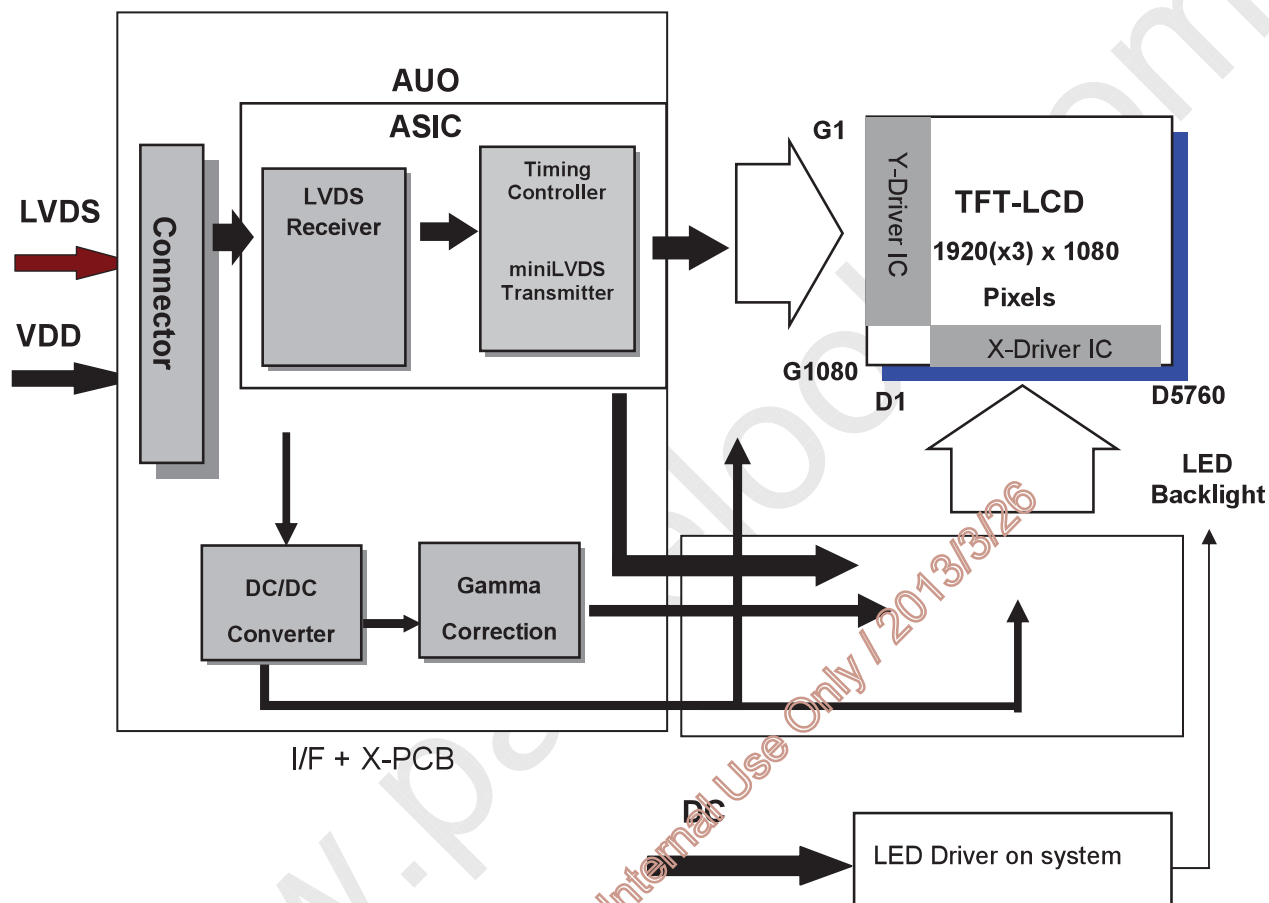 AUO
ASIC
LVDS
VDD
Connector
LVDS
Receiver
Timing
Controller
miniLVDS
Transmitter
G1
Y-Driver IC
TFT-LCD
1920(x3) x 1080
Pixels
X-Driver IC
G1080
D1
D5760
LED
Backlight
DC/DC
Converter
Gamma
Correction
I/F + X-PCB
DC
LED Driver on system
Internal Use Only / 2013/3/26